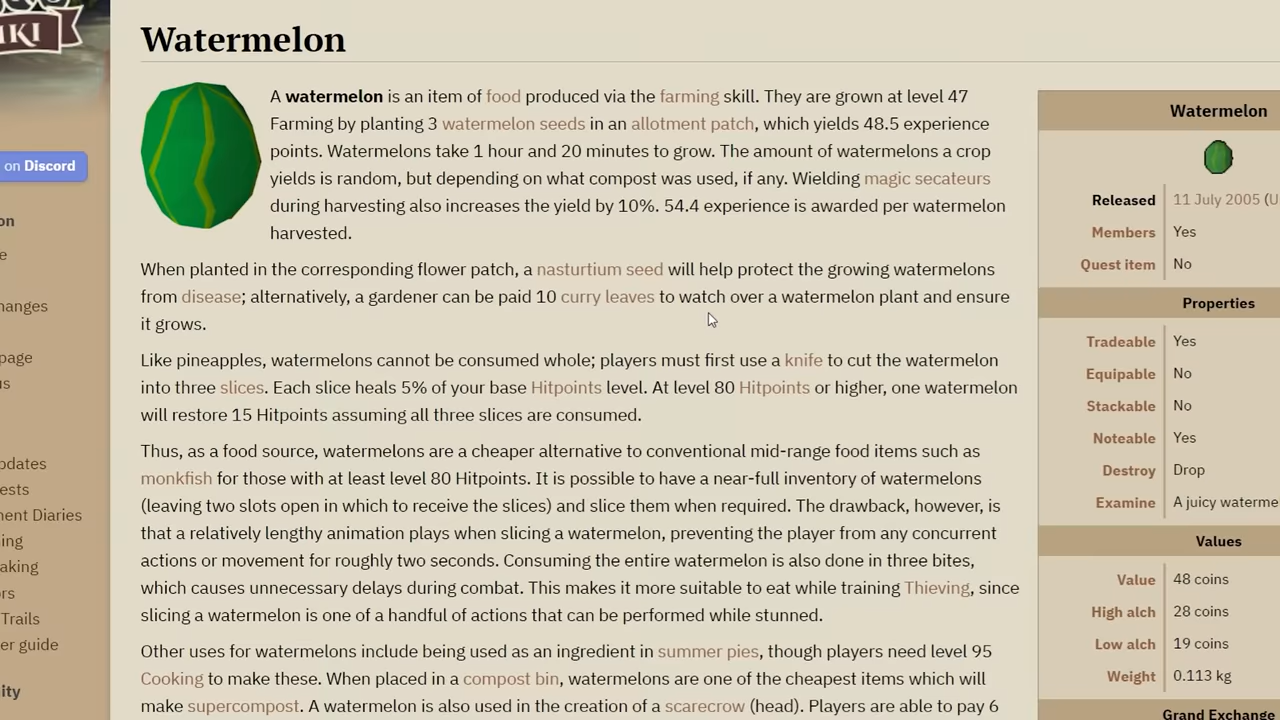 IKI
Watermelon
on Discord
on
e
hanges
page
s
pdates
ests
ment Diaries
ing
aking
ors
Trails
er guide
nity
A watermelon is an item of food produced via the farming skill. They are grown at level 47
Farming by planting 3 watermelon seeds in an allotment patch, which yields 48.5 experience
points. Watermelons take 1 hour and 20 minutes to grow. The amount of watermelons a crop
yields is random, but depending on what compost was used, if any. Wielding magic secateurs
during harvesting also increases the yield by 10%. 54.4 experience is awarded per watermelon
harvested.
When planted in the corresponding flower patch, a nasturtium seed will help protect the growing watermelons
from disease; alternatively, a gardener can be paid 10 curry leaves to watch over a watermelon plant and ensure
it grows.
Like pineapples, watermelons cannot be consumed whole; players must first use a knife to cut the watermelon
into three slices. Each slice heals 5% of your base Hitpoints level. At level 80 Hitpoints or higher, one watermelon
will restore 15 Hitpoints assuming all three slices are consumed.
Thus, as a food source, watermelons are a cheaper alternative to conventional mid-range food items such as
monkfish for those with at least level 80 Hitpoints. It is possible to have a near-full inventory of watermelons
(leaving two slots open in which to receive the slices) and slice them when required. The drawback, however, is
that a relatively lengthy animation plays when slicing a watermelon, preventing the player from any concurrent
actions or movement for roughly two seconds. Consuming the entire watermelon is also done in three bites,
which causes unnecessary delays during combat. This makes it more suitable to eat while training Thieving, since
slicing a watermelon is one of a handful of actions that can be performed while stunned.
Other uses for watermelons include being used as an ingredient in summer pies, though players need level 95
Cooking to make these. When placed in a compost bin, watermelons are one of the cheapest items which will
make supercompost. A watermelon is also used in the creation of a scarecrow (head). Players are able to pay 6
Watermelon
Released 11 July 2005 (U
Members Yes
Quest item No
Properties
Tradeable Yes
Equipable No
Stackable No
Noteable Yes
Destroy Drop
Examine A juicy waterme
Values
Value 48 coins
High alch 28 coins
Low alch 19 coins
Weight 0.113 kg
Grand Exchange